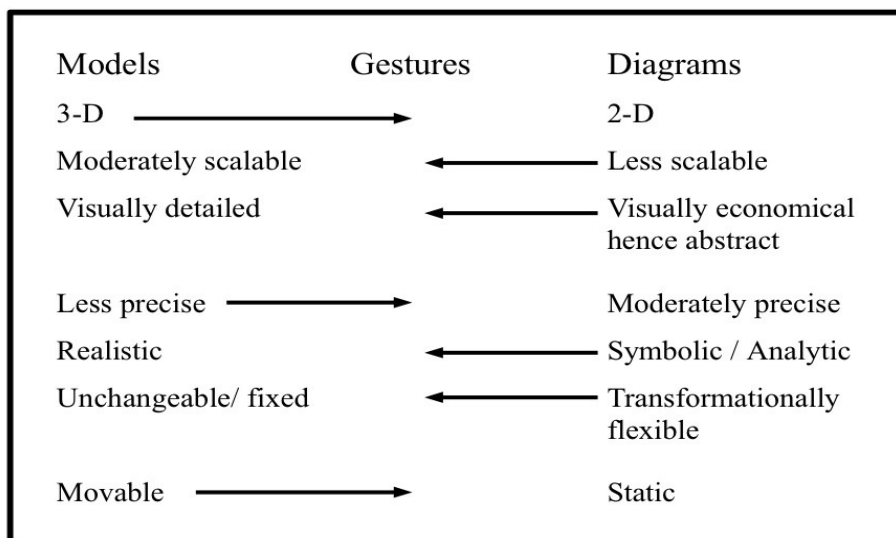 Models Gestures Diagrams
3-D 2-D
Moderately scalable Less scalable
Visually detailed Visually economical
hence abstract
Less precise Moderately precise
Realistic Symbolic / Analytic
Unchangeable/ fixed Transformationally
flexible
Movable Static